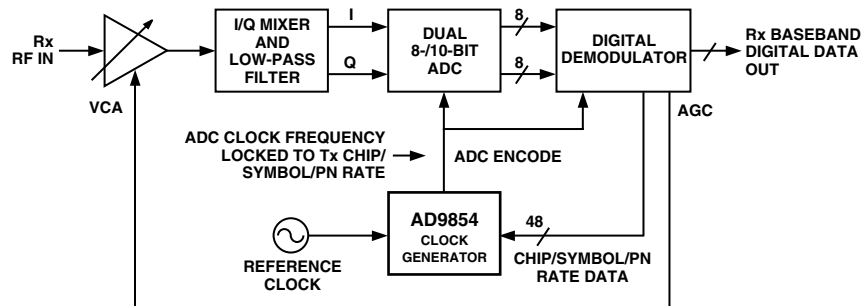 Rx
RF IN
VCA
I/Q MIXER
AND
LOW-PASS
FILTER
I
Q
DUAL
8-/10-BIT
ADC
8
8
DIGITAL
DEMODULATOR
Rx BASEBAND
DIGITAL DATA
OUT
AGC
ADC CLOCK FREQUENCY
LOCKED TO Tx CHIP/
SYMBOL/PN RATE
ADC ENCODE
AD9854
CLOCK
GENERATOR
48
CHIP/SYMBOL/PN
RATE DATA
REFERENCE
CLOCK